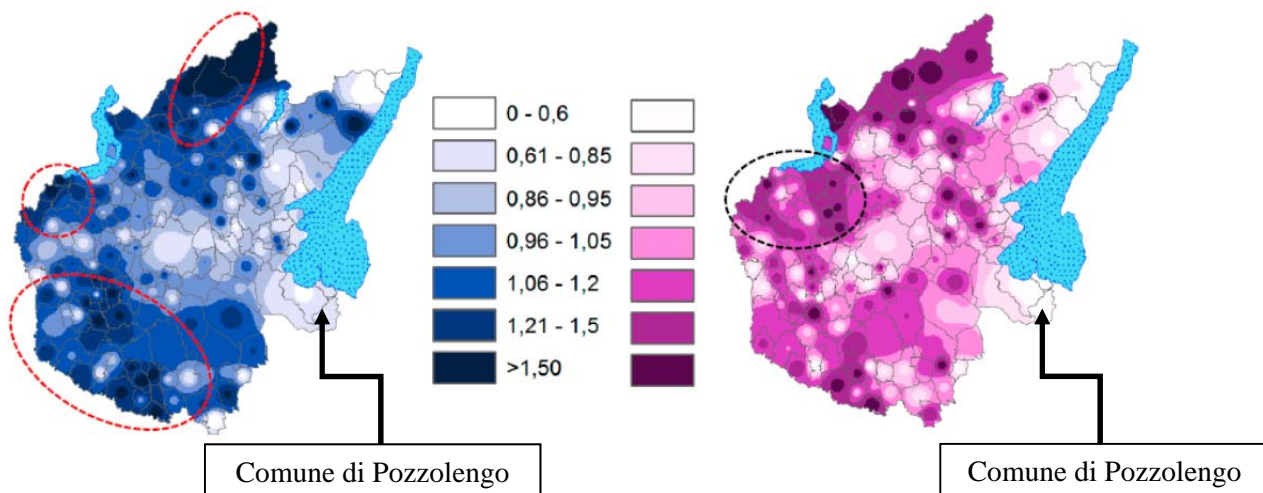 0 - 0,6
0,61 - 0,85
0,86 - 0,95
0,96 - 1,05
1,06 - 1,2
1,21 - 1,5
>1,50
Comune di Pozzolengo
Comune di Pozzolengo